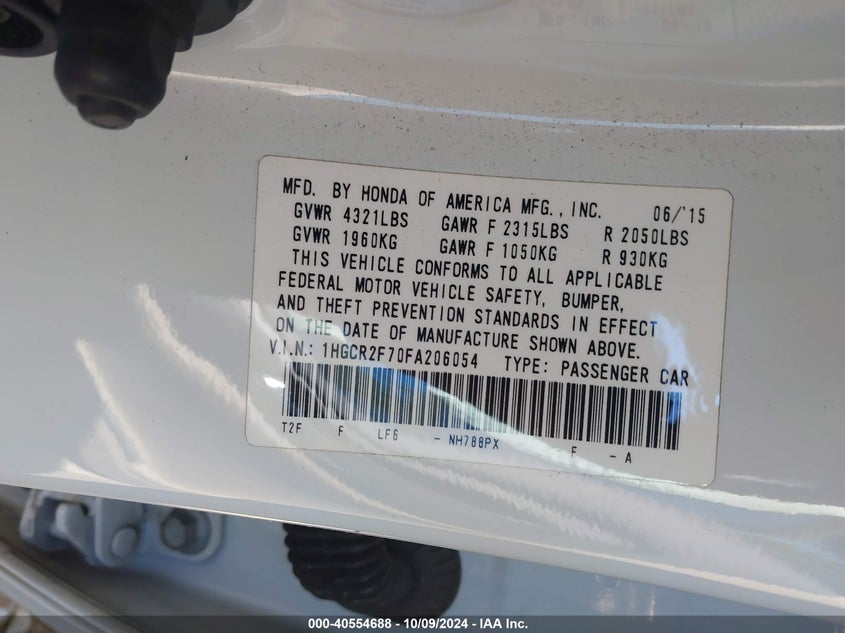 MFD. BY HONDA OF AMERICA MFG., INC. 06/'15
GVWR 4321LBS GAWR F 2315LBS R 2050LBS
GVWR 1960KG GAWR F 1050KG R 930KG
THIS VEHICLE CONFORMS TO ALL APPLICABLE
FEDERAL MOTOR VEHICLE SAFETY, BUMPER,
AND THEFT PREVENTION STANDARDS IN EFFECT
ON THE DATE OF MANUFACTURE SHOWN ABOVE.
V.I.N.: 1HGCR2F70FA206054 TYPE: PASSENGER CAR
T2F F LF6 - NH788PX -F -A
000-40554688 - 10/09/2024 - IAA Inc.